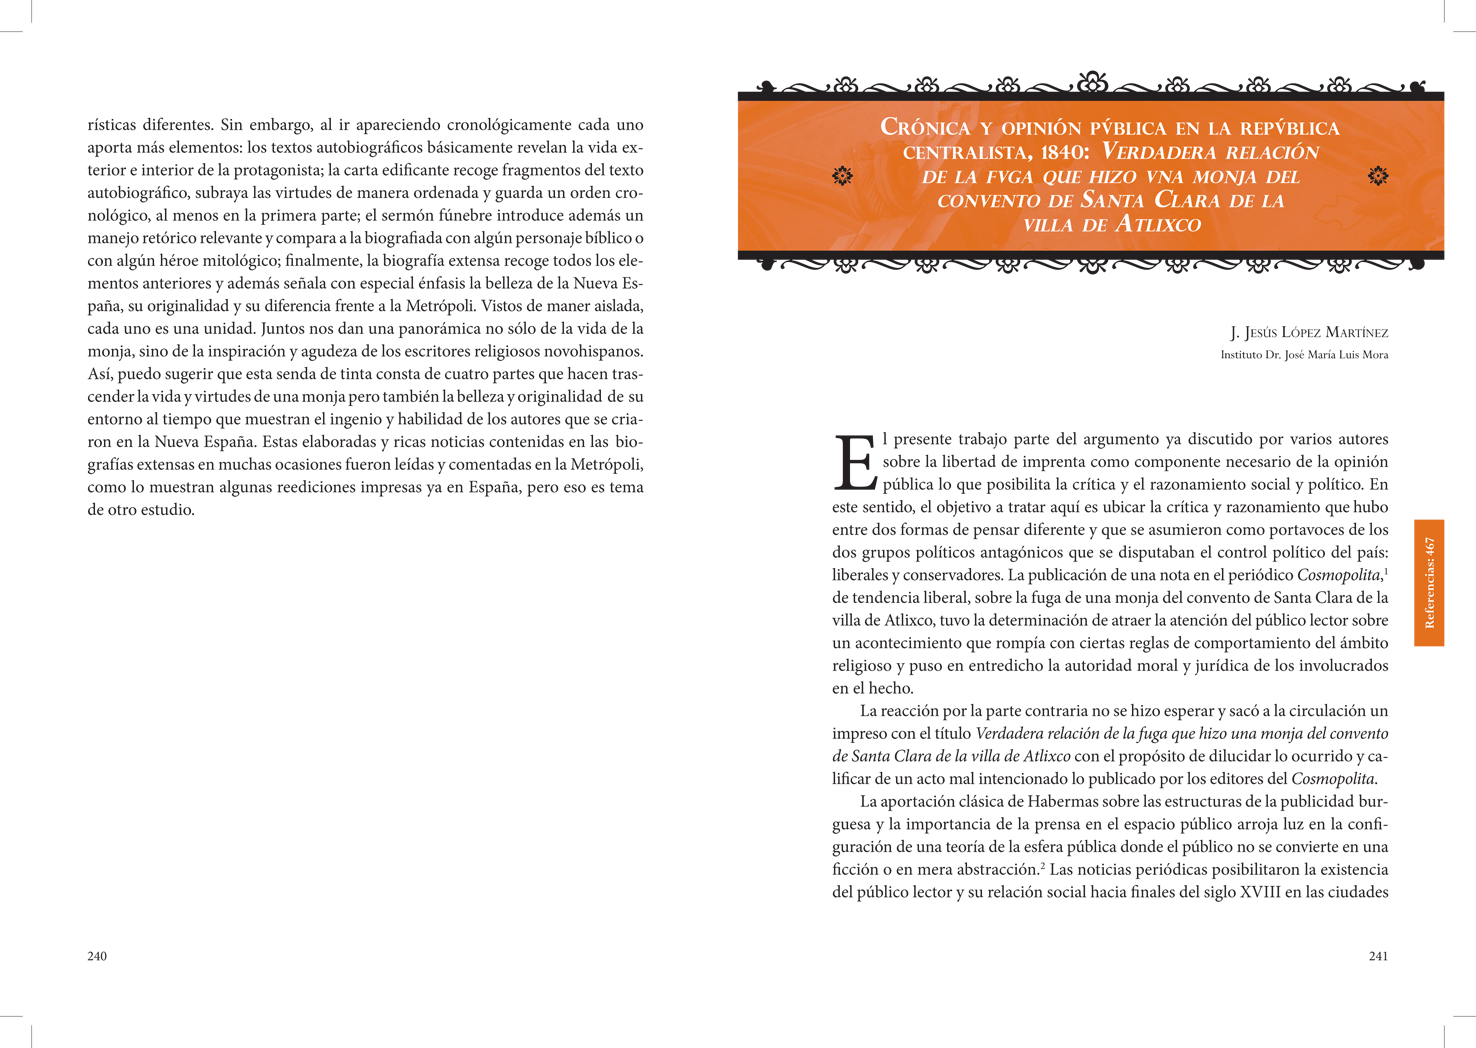 rísticas diferentes. Sin embargo, al ir apareciendo cronológicamente cada uno
aporta más elementos: los textos autobiográficos básicamente revelan la vida ex-
terior e interior de la protagonista; la carta edificante recoge fragmentos del texto
autobiográfico, subraya las virtudes de manera ordenada y guarda un orden cro-
nológico, al menos en la primera parte; el sermón fúnebre introduce además un
manejo retórico relevante y compara a la biografiada con algún personaje bíblico o
con algún héroe mitológico; finalmente, la biografía extensa recoge todos los ele-
mentos anteriores y además señala con especial énfasis la belleza de la Nueva Es-
paña, su originalidad y su diferencia frente a la Metrópoli. Vistos de maner aislada,
cada uno es una unidad. Juntos nos dan una panorámica no sólo de la vida de la
monja, sino de la inspiración y agudeza de los escritores religiosos novohispanos.
Así, puedo sugerir que esta senda de tinta consta de cuatro partes que hacen tras-
cender la vida y virtudes de una monja pero también la belleza y originalidad de su
entorno al tiempo que muestran el ingenio y habilidad de los autores que se cria-
ron en la Nueva España. Estas elaboradas y ricas noticias contenidas en las bio-
grafías extensas en muchas ocasiones fueron leídas y comentadas en la Metrópoli,
como lo muestran algunas reediciones impresas ya en España, pero eso es tema
de otro estudio.
240
Crónica y opinión pública en la república
centralista, 1840: Verdadera relación
de la fuga que hizo una monja del
convento de Santa Clara de la
villa de Atlixco
J. Jesús López Martínez
Instituto Dr. José María Luis Mora
El presente trabajo parte del argumento ya discutido por varios autores
sobre la libertad de imprenta como componente necesario de la opinión
pública lo que posibilita la crítica y el razonamiento social y político. En
este sentido, el objetivo a tratar aquí es ubicar la crítica y razonamiento que hubo
entre dos formas de pensar diferente y que se asumieron como portavoces de los
dos grupos políticos antagónicos que se disputaban el control político del país:
liberales y conservadores. La publicación de una nota en el periódico Cosmopolita,1
de tendencia liberal, sobre la fuga de una monja del convento de Santa Clara de la
villa de Atlixco, tuvo la determinación de atraer la atención del público lector sobre
un acontecimiento que rompía con ciertas reglas de comportamiento del ámbito
religioso y puso en entredicho la autoridad moral y jurídica de los involucrados
en el hecho.
La reacción por la parte contraria no se hizo esperar y sacó a la circulación un
impreso con el título Verdadera relación de la fuga que hizo una monja del convento
de Santa Clara de la villa de Atlixco con el propósito de dilucidar lo ocurrido y ca-
lificar de un acto mal intencionado lo publicado por los editores del Cosmopolita.
La aportación clásica de Habermas sobre las estructuras de la publicidad bur-
guesa y la importancia de la prensa en el espacio público arroja luz en la confi-
guración de una teoría de la esfera pública donde el público no se convierte en una
ficción o en mera abstracción.2 Las noticias periódicas posibilitaron la existencia
del público lector y su relación social hacia finales del siglo XVIII en las ciudades
Referencias: 467
241